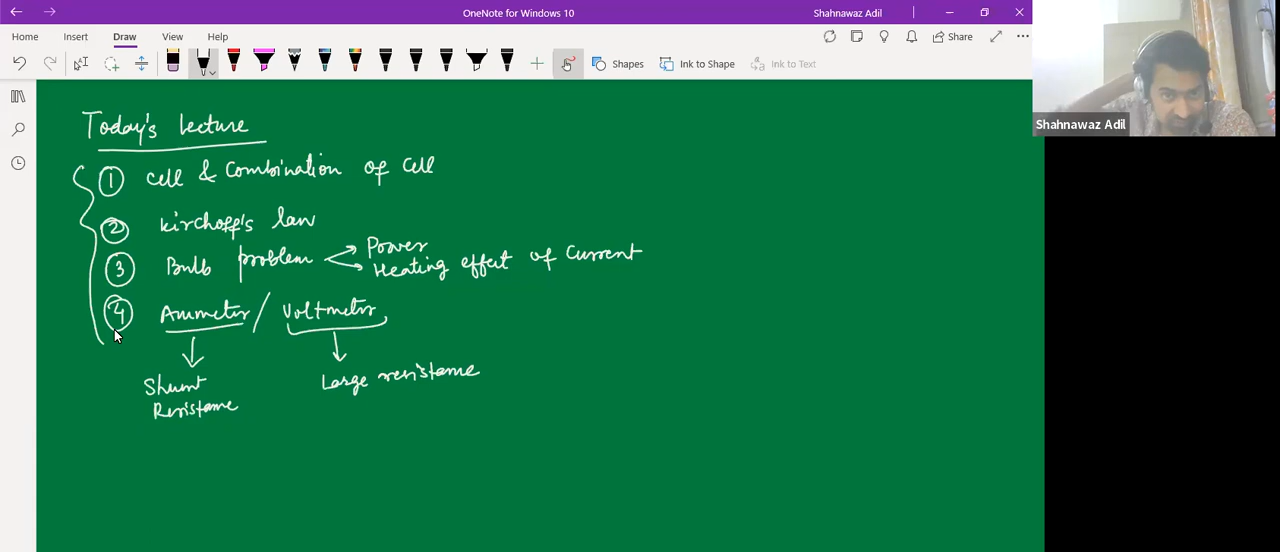 OneNote for Windows 10
Shahnawaz Adil
Home Insert Draw View Help
Share
Shapes Ink to Shape Ink to Text
Shahnawaz Adil
Today's lecture
1 Cell & Combination of Cell
2 Kirchoff's law
3 Bulb problem Power
Heating effect of Current
4 Ammeter / Voltmeter
Shunt Resistance
Large resistance